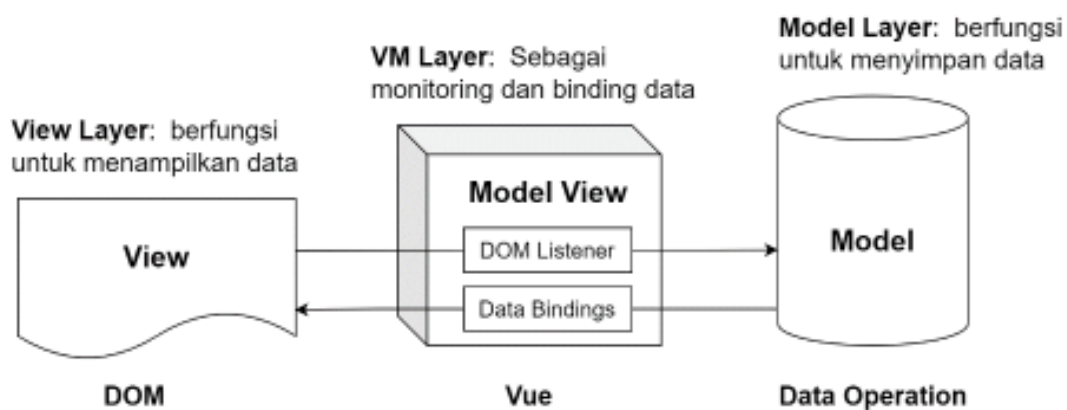 Model Layer: berfungsi
untuk menyimpan data
VM Layer: Sebagai
monitoring dan binding data
View Layer: berfungsi
untuk menampilkan data
Model View
View
DOM Listener
Model
Data Bindings
DOM
Vue
Data Operation